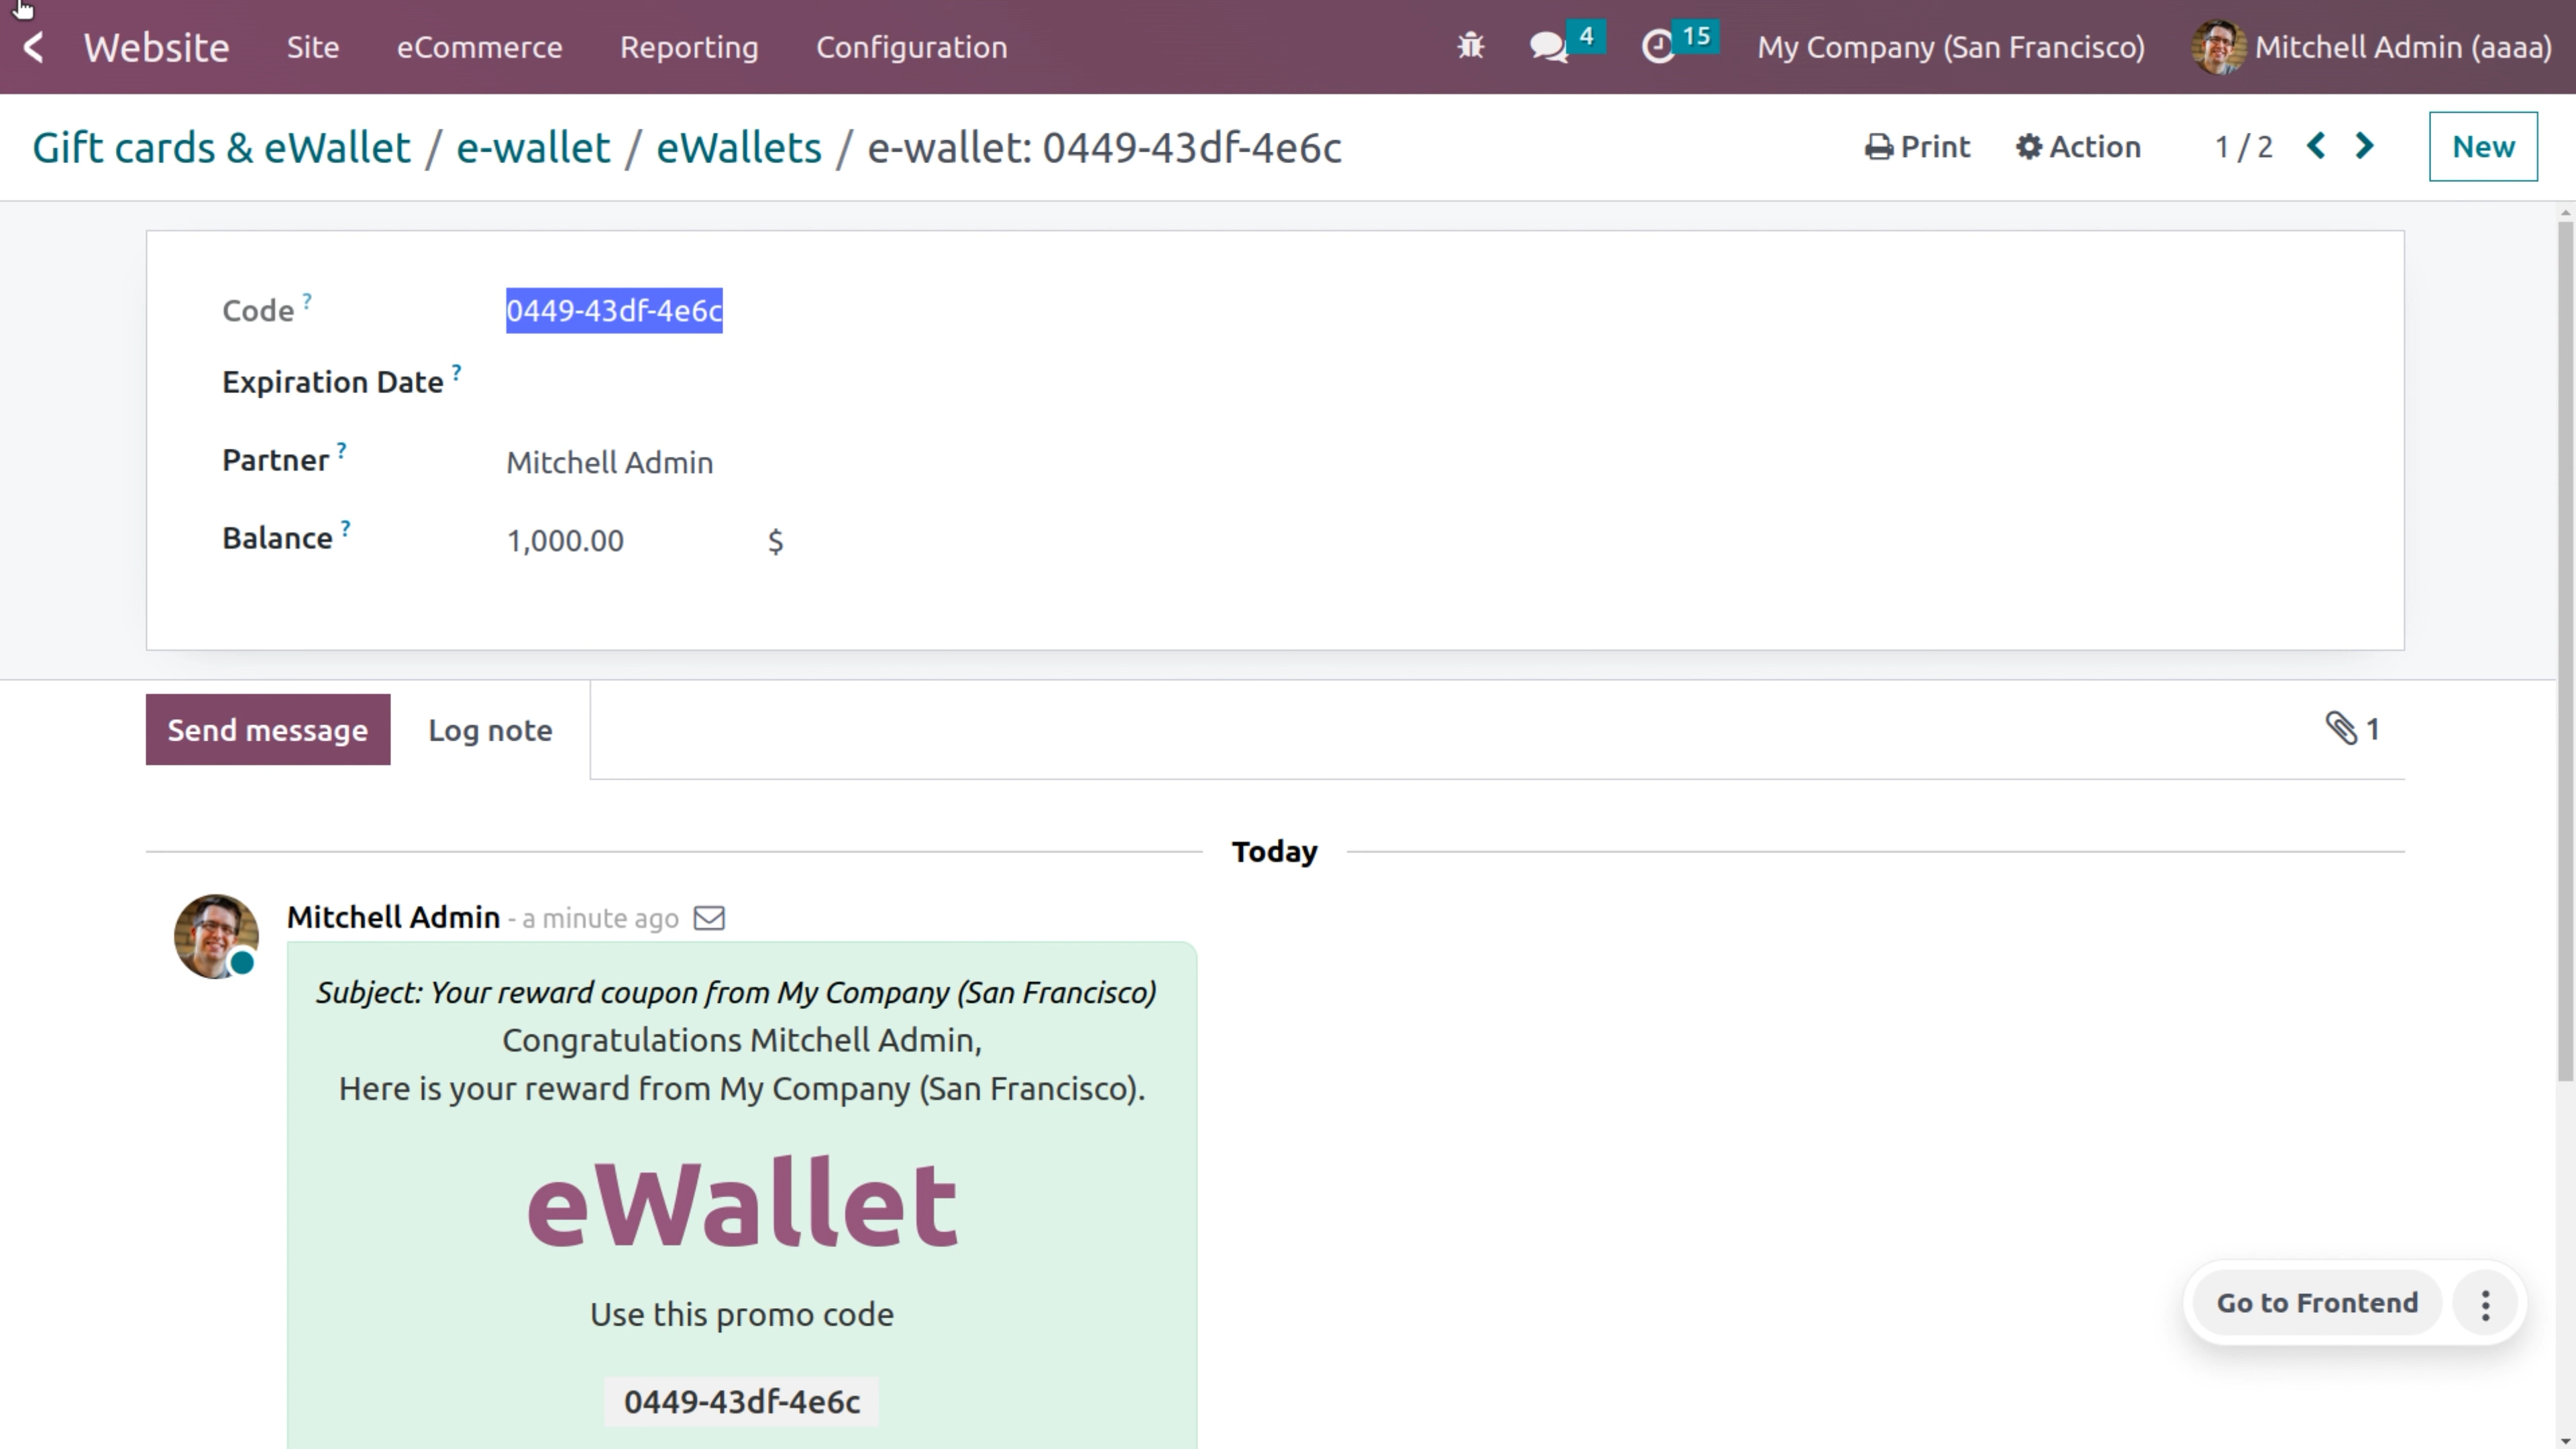 Website Site eCommerce Reporting Configuration 4 15 My Company (San Francisco) Mitchell Admin (aaaa)
Gift cards & eWallet / e-wallet / eWallets / e-wallet: 0449-43df-4e6c Print Action 1 / 2 New
Code ? 0449-43df-4e6c
Expiration Date ?
Partner ? Mitchell Admin
Balance ? 1,000.00 $
Send message Log note 1
Today
Mitchell Admin - a minute ago
Subject: Your reward coupon from My Company (San Francisco)
Congratulations Mitchell Admin,
Here is your reward from My Company (San Francisco).
eWallet
Use this promo code
Go to Frontend
0449-43df-4e6c